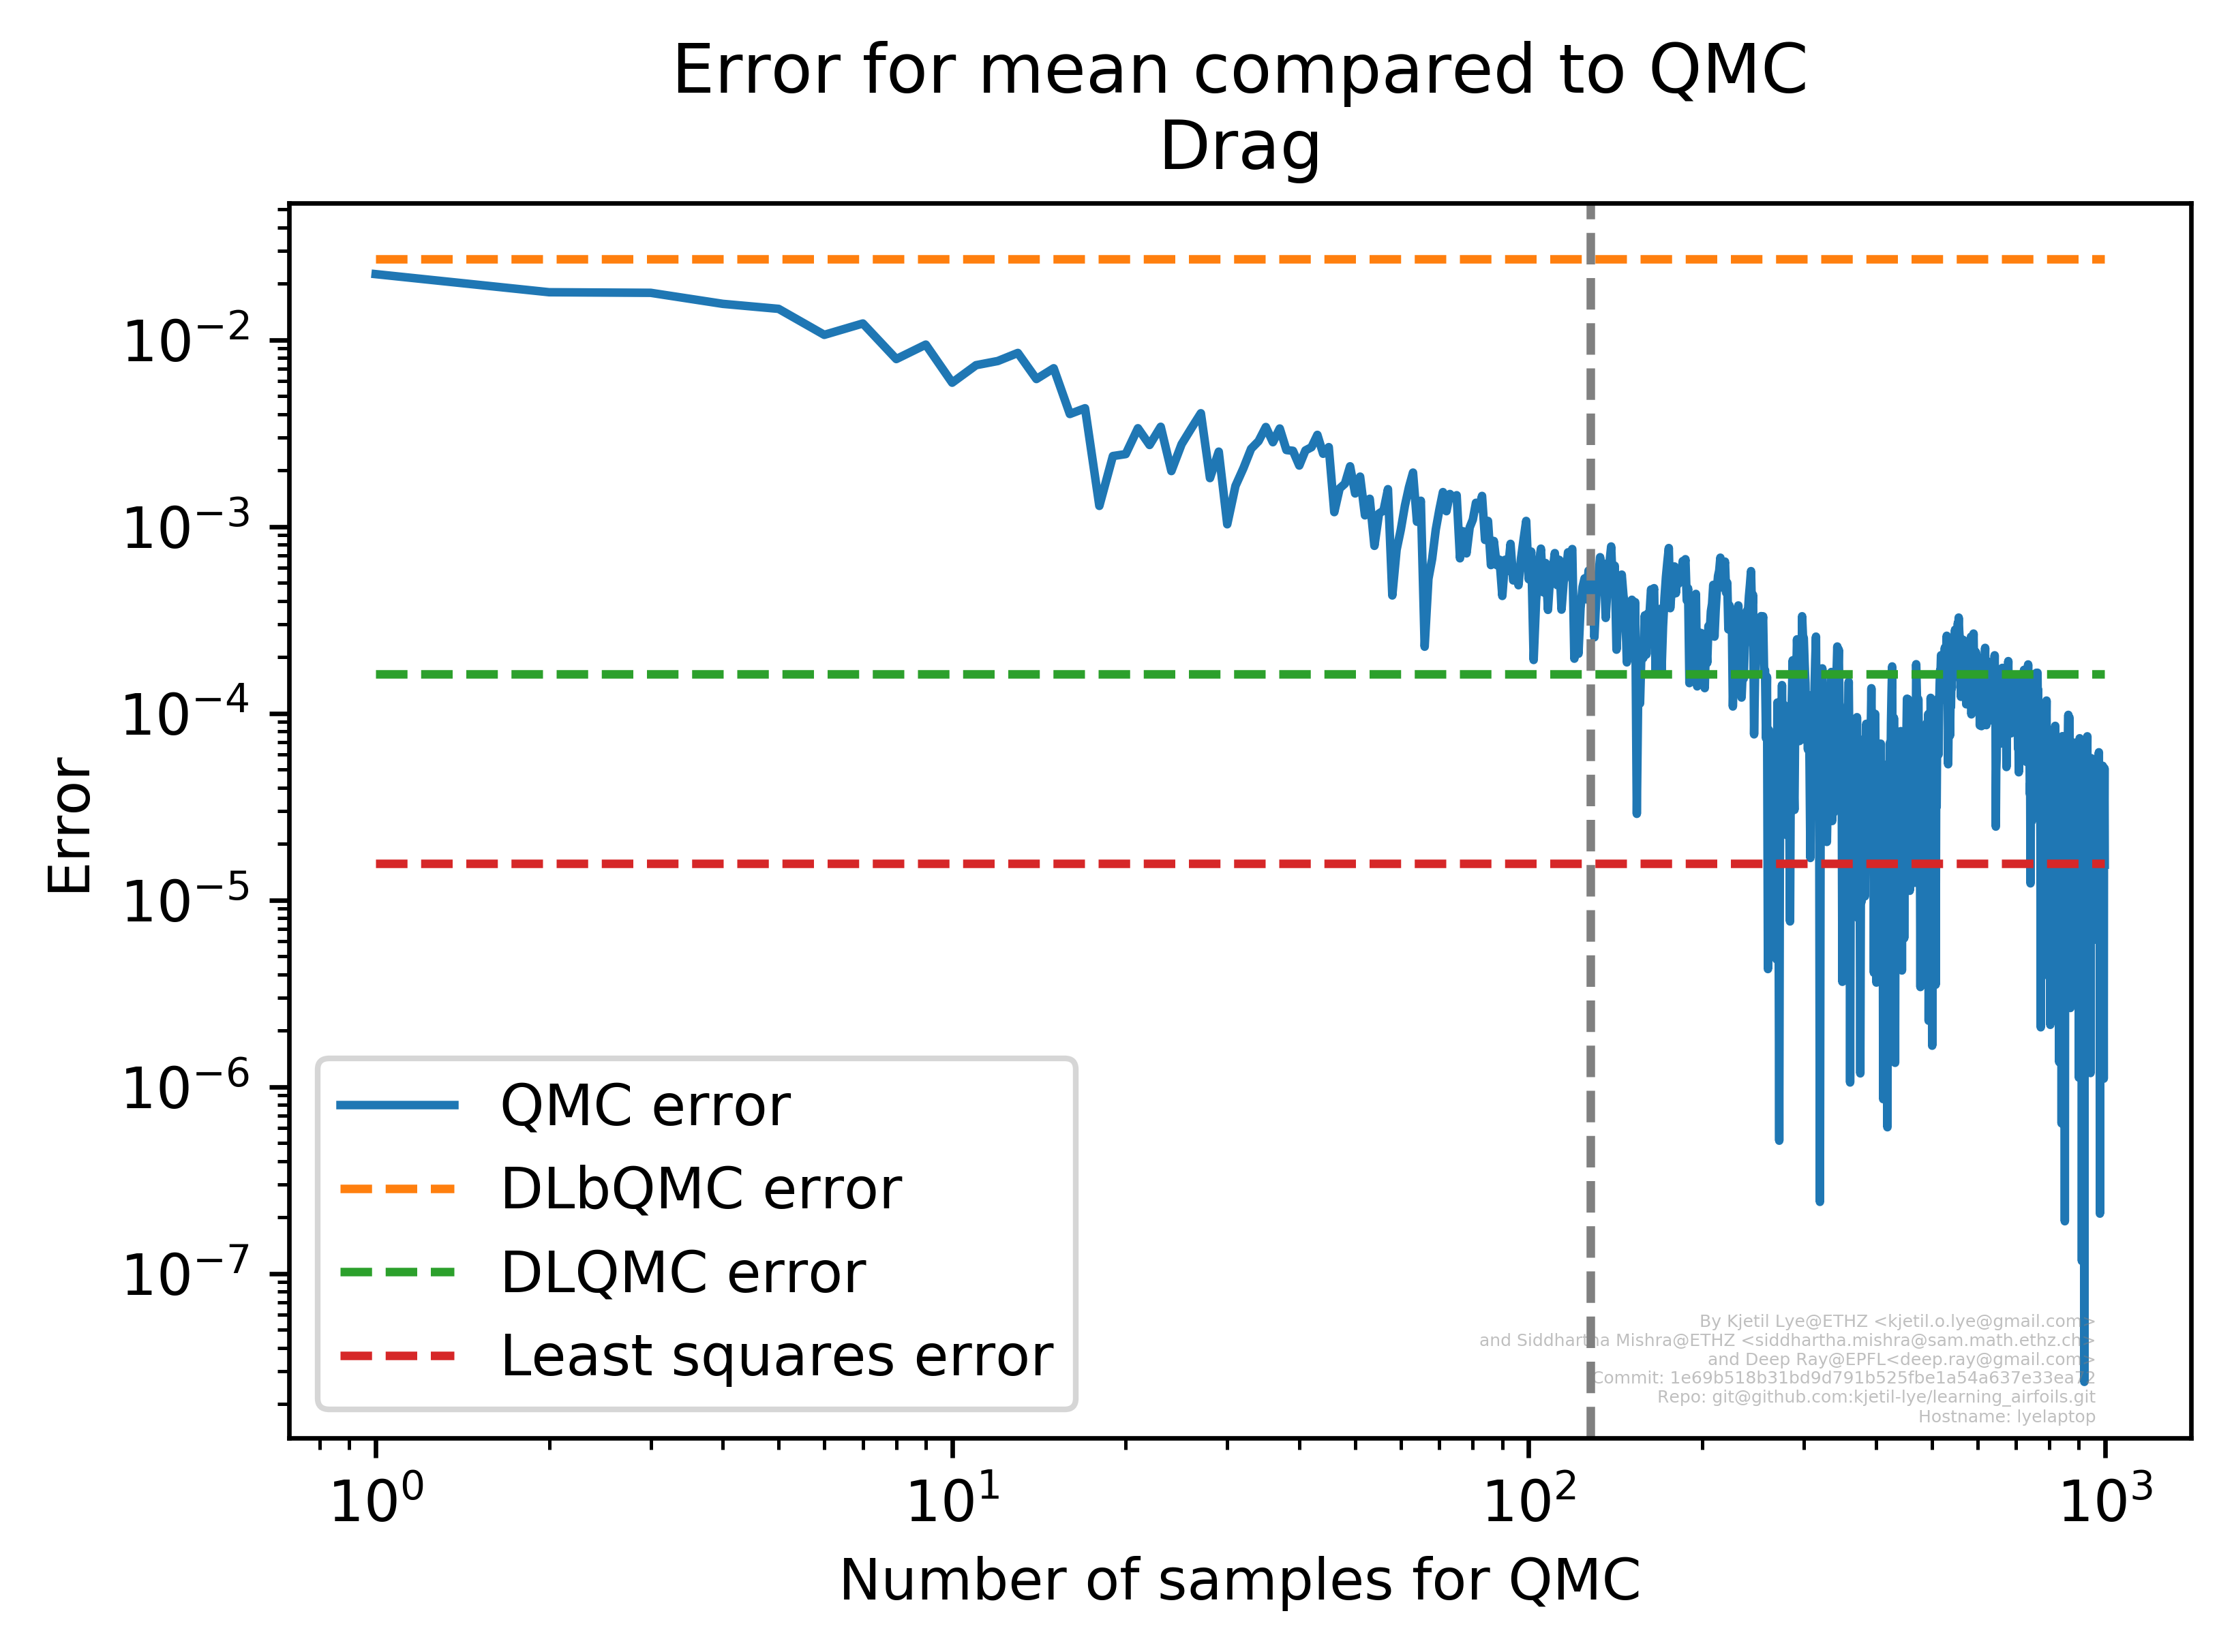 Error for mean compared to QMC
Drag
Error
10⁻²
10⁻³
10⁻⁴
10⁻⁵
10⁻⁶
10⁻⁷
QMC error
DLbQMC error
DLQMC error
Least squares error
By Kjetil Lye@ETHZ <kjetil.o.lye@gmail.com>
and Siddhartha Mishra@ETHZ <siddhartha.mishra@sam.math.ethz.ch>
and Deep Ray@EPFL<deep.ray@gmail.com>
Commit: 1e69b518b31bd9d791b525fbe1a54a637e33ea72
Repo: git@github.com:kjetil-lye/learning_airfoils.git
Hostname: lyelaptop
10⁰ 10¹ 10² 10³
Number of samples for QMC